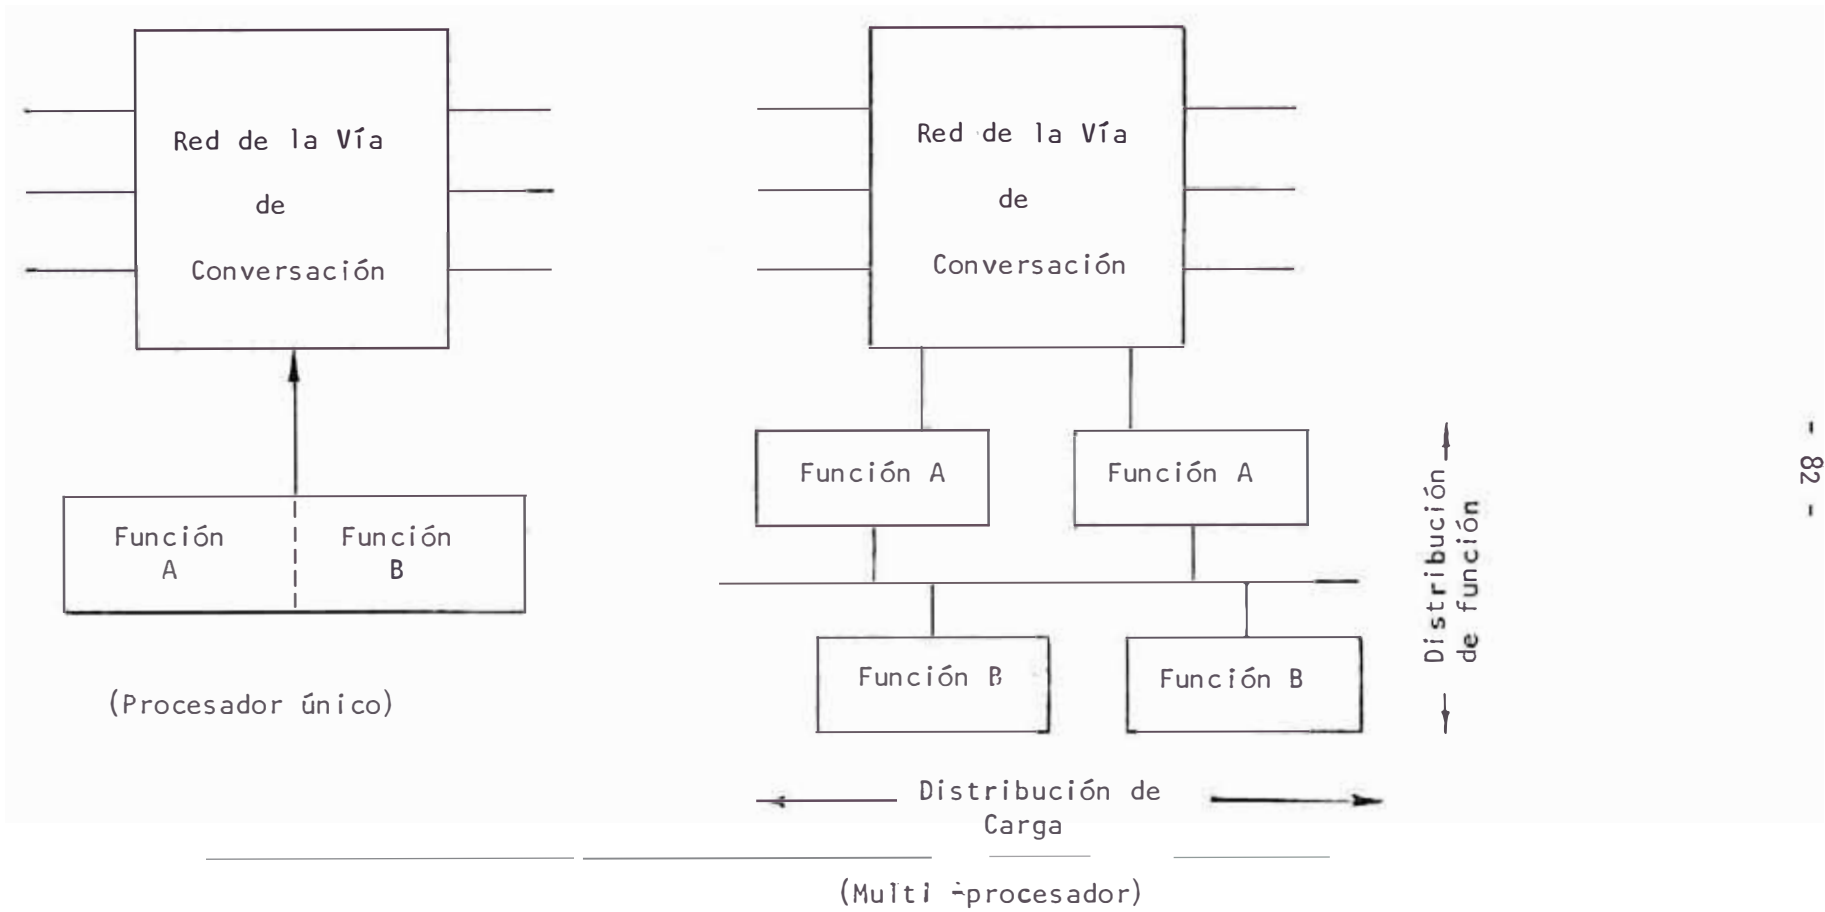 Red de la Vía
de
Conversación
Función
A
Función
B
(Procesador único)
Red de la Vía
de
Conversación
Función A
Función A
Función B
Función B
Distribución
de función
Distribución de
Carga
(Multi-procesador)
- 82 -